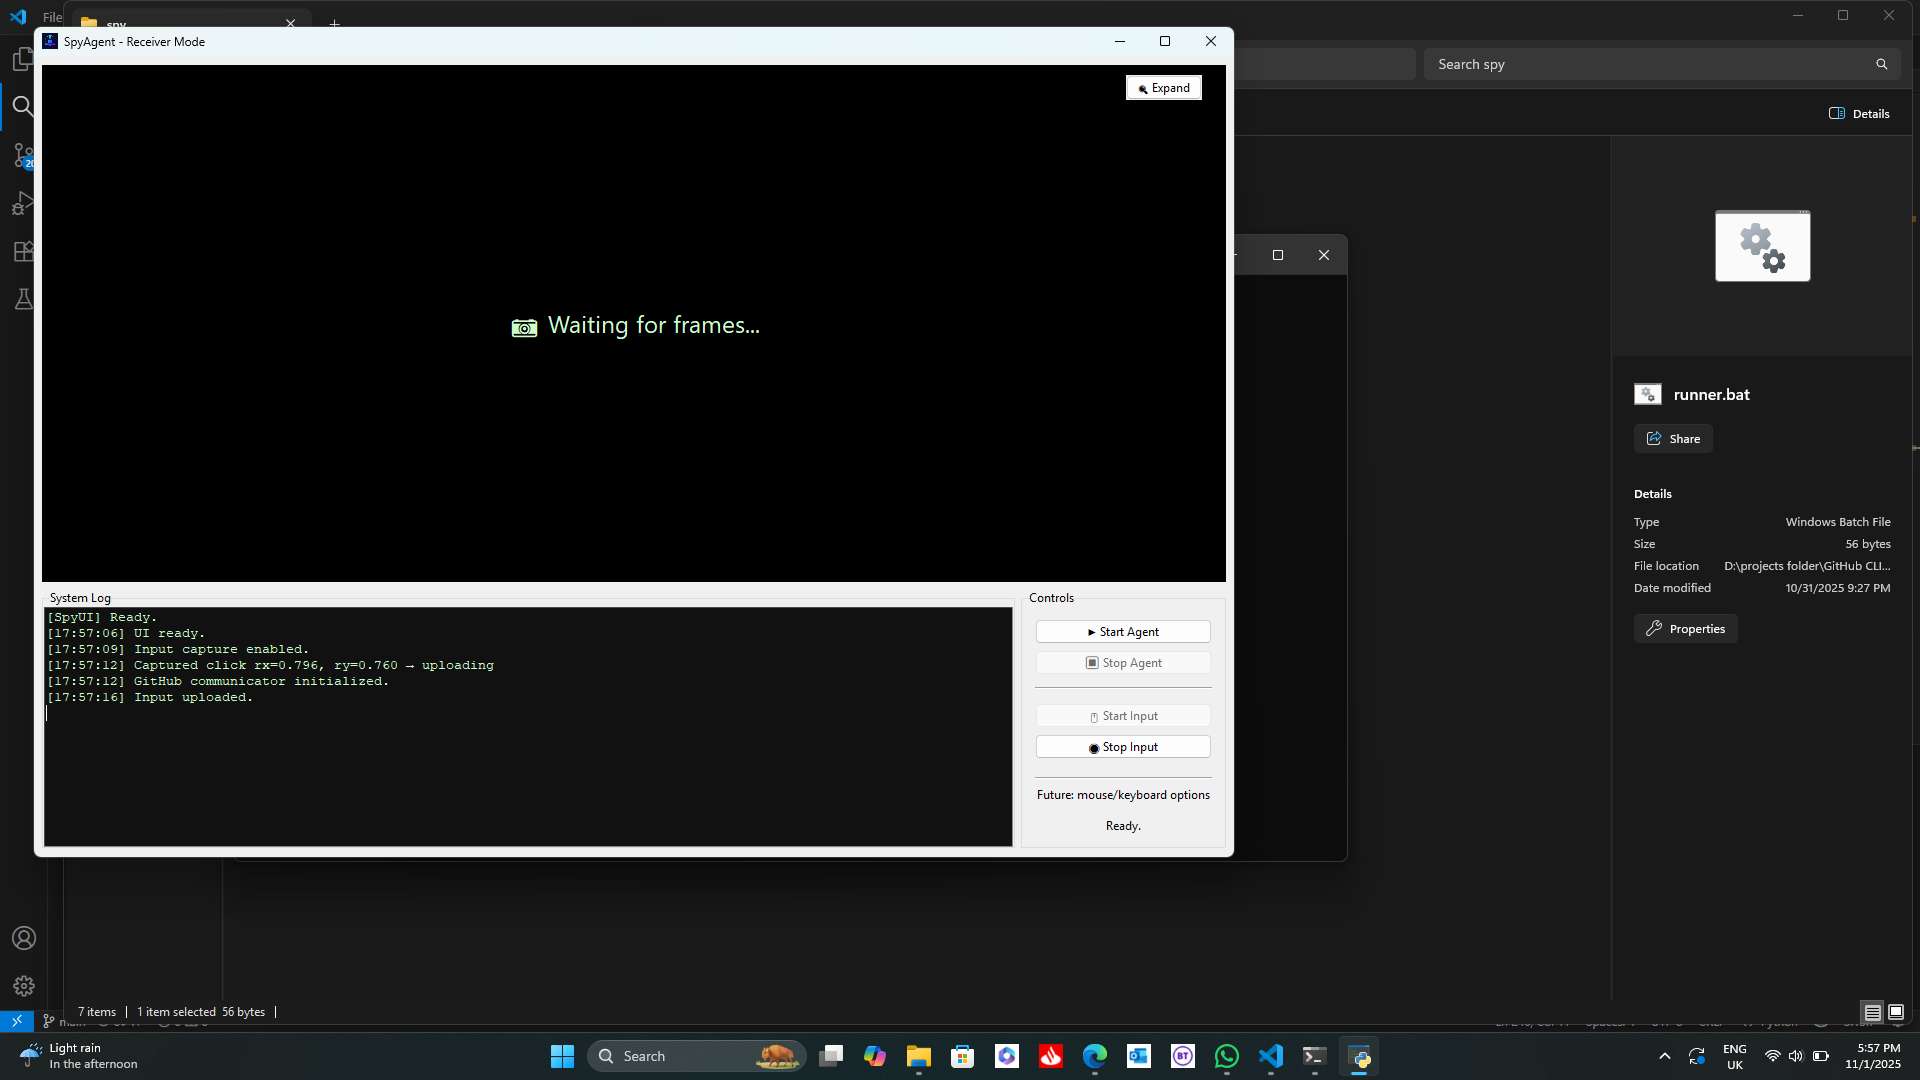 File
spy
SpyAgent - Receiver Mode
Search spy
Expand
Details
Waiting for frames...
runner.bat
Share
Details
Type Windows Batch File
Size 56 bytes
File location D:\projects folder\GitHub CLI...
Date modified 10/31/2025 9:27 PM
Properties
System Log
[SpyUI] Ready.
[17:57:06] UI ready.
[17:57:09] Input capture enabled.
[17:57:12] Captured click rx=0.796, ry=0.760 → uploading
[17:57:12] GitHub communicator initialized.
[17:57:16] Input uploaded.
Controls
Start Agent
Stop Agent
Start Input
Stop Input
Future: mouse/keyboard options
Ready.
7 items 1 item selected 56 bytes
Light rain
In the afternoon
Search
BT
ENG
UK
5:57 PM
11/1/2025